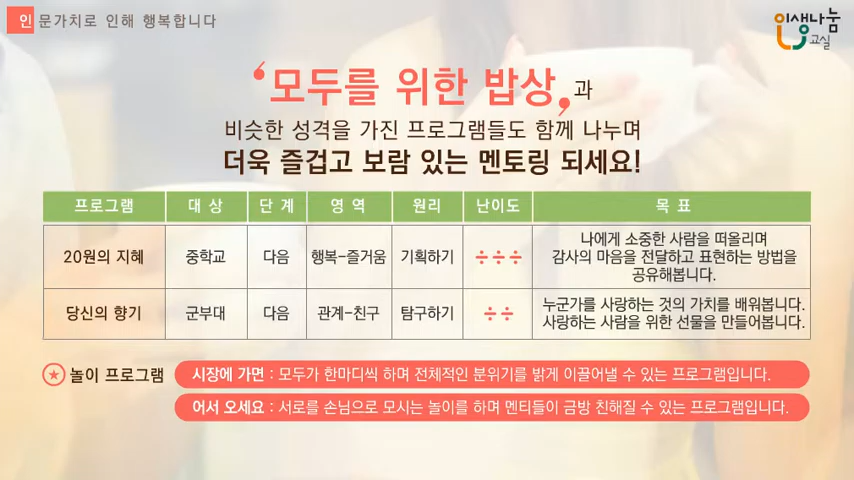 인문가치로 인해 행복합니다
인생나눔
교실
‘모두를 위한 밥상’과
비슷한 성격을 가진 프로그램들도 함께 나누며
더욱 즐겁고 보람 있는 멘토링 되세요!
프로그램 대 상 단 계 영 역 원리 난이도 목 표
20원의 지혜 중학교 다음 행복-즐거움 기획하기 ÷÷÷ 나에게 소중한 사람을 떠올리며
감사의 마음을 전달하고 표현하는 방법을
공유해봅니다.
당신의 향기 군부대 다음 관계-친구 탐구하기 ÷÷ 누군가를 사랑하는 것의 가치를 배워봅니다.
사랑하는 사람을 위한 선물을 만들어봅니다.
놀이 프로그램 시장에 가면 : 모두가 한마디씩 하며 전체적인 분위기를 밝게 이끌어낼 수 있는 프로그램입니다.
어서 오세요 : 서로를 손님으로 모시는 놀이를 하며 멘티들이 금방 친해질 수 있는 프로그램입니다.